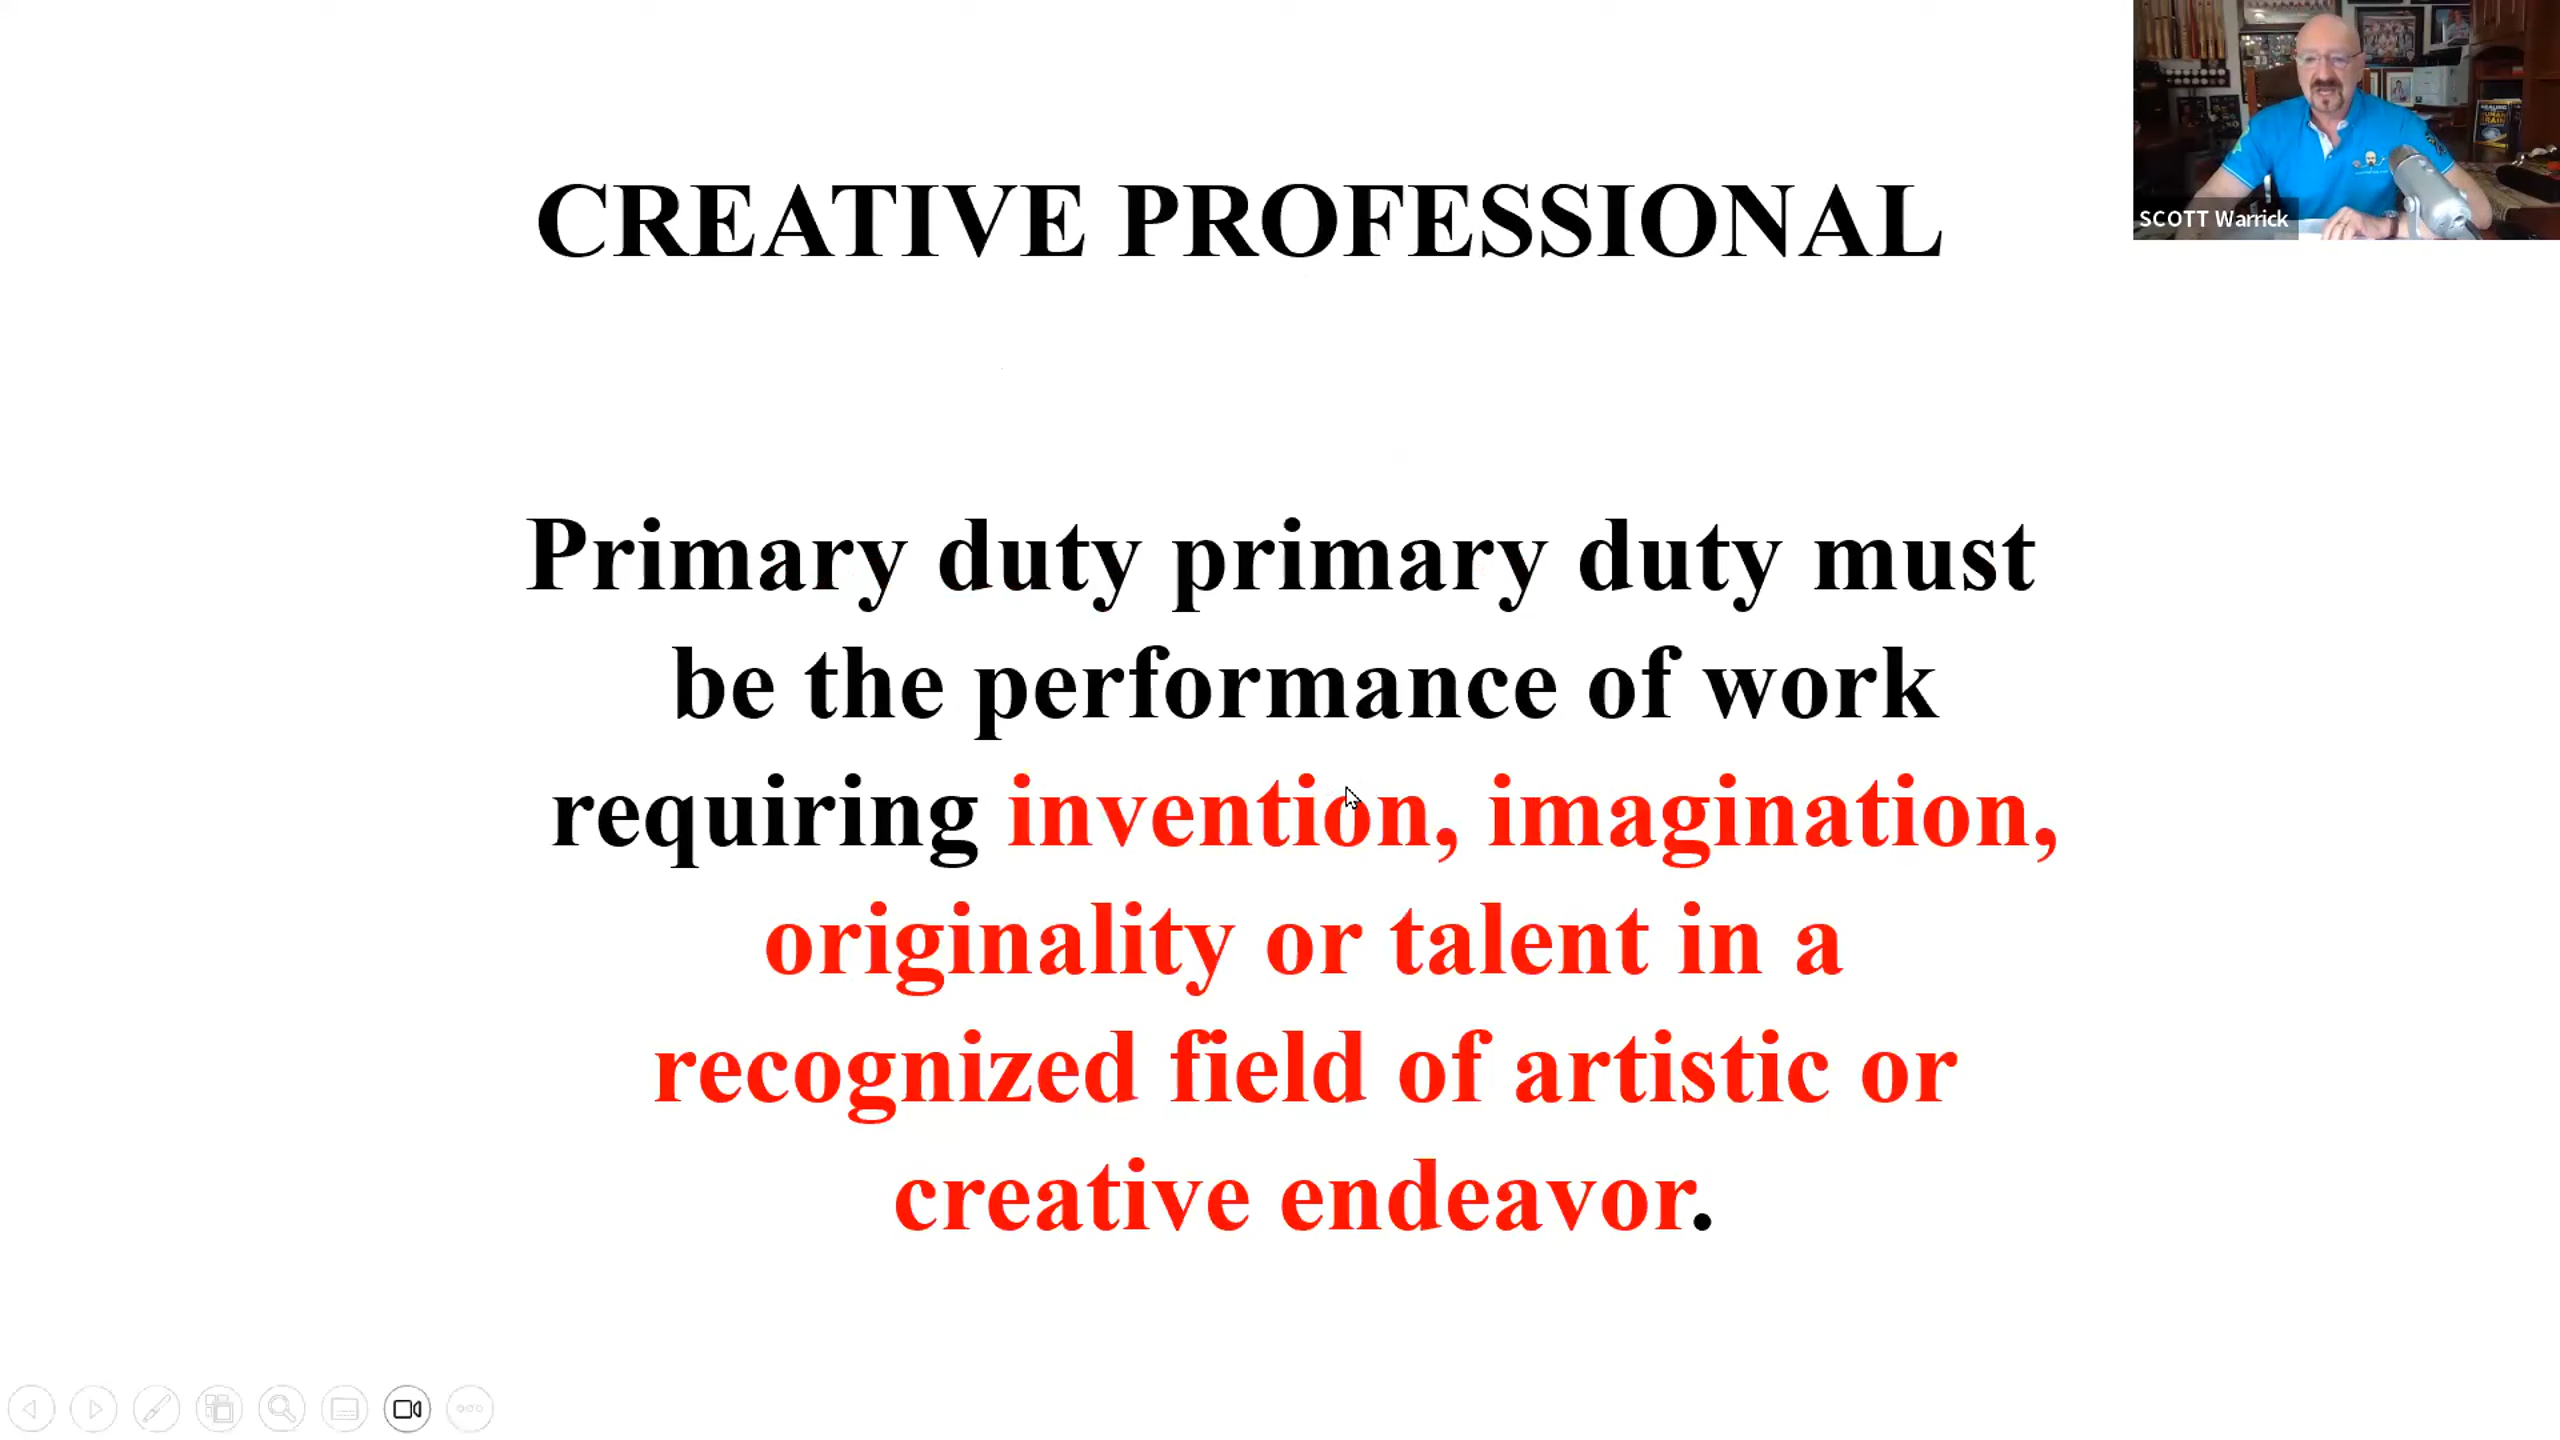 CREATIVE PROFESSIONAL
SCOTT Warrick
Primary duty primary duty must
be the performance of work
requiring invention, imagination,
originality or talent in a
recognized field of artistic or
creative endeavor.